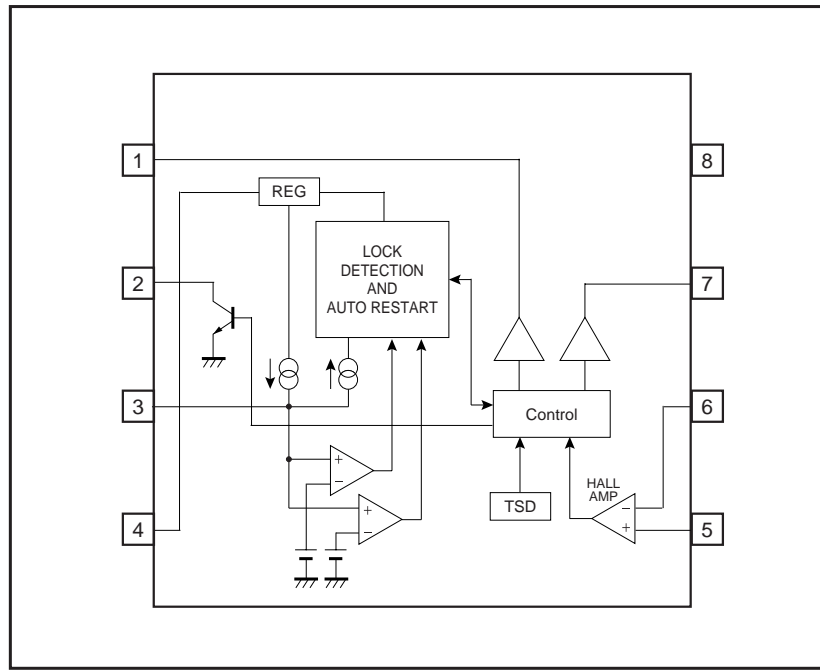 1
8
REG
LOCK
DETECTION
AND
AUTO RESTART
2
7
3
Control
6
+
−
HALL
AMP
TSD
−
+
+
−
4
5